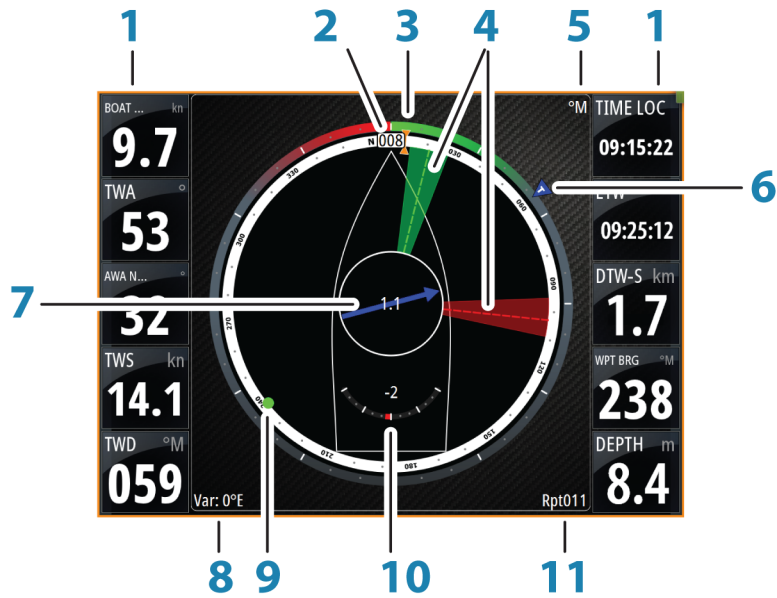 1 2 3 4 5 1
BOAT ... kn
9.7
TWA °
53
AWA N... °
32
TWS kn
14.1
TWD °M
059
°M
N 008
030
060
090
120
150
180
210
240
270
300
330
T
1.1
-2
Var: 0°E
Rpt011
TIME LOC
09:15:22
09:25:12
DTW-S km
1.7
WPT BRG °M
238
DEPTH m
8.4
6
7
8 9 10 11